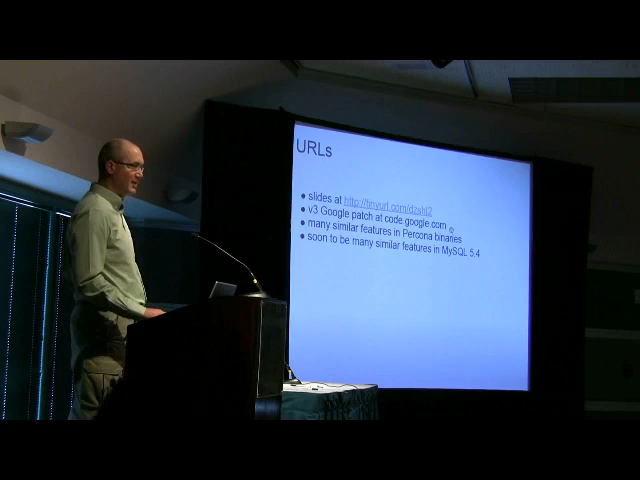 URLs
● slides at http://tinyurl.com/dzsht2
● v3 Google patch at code.google.com
● many similar features in Percona binaries
● soon to be many similar features in MySQL 5.4